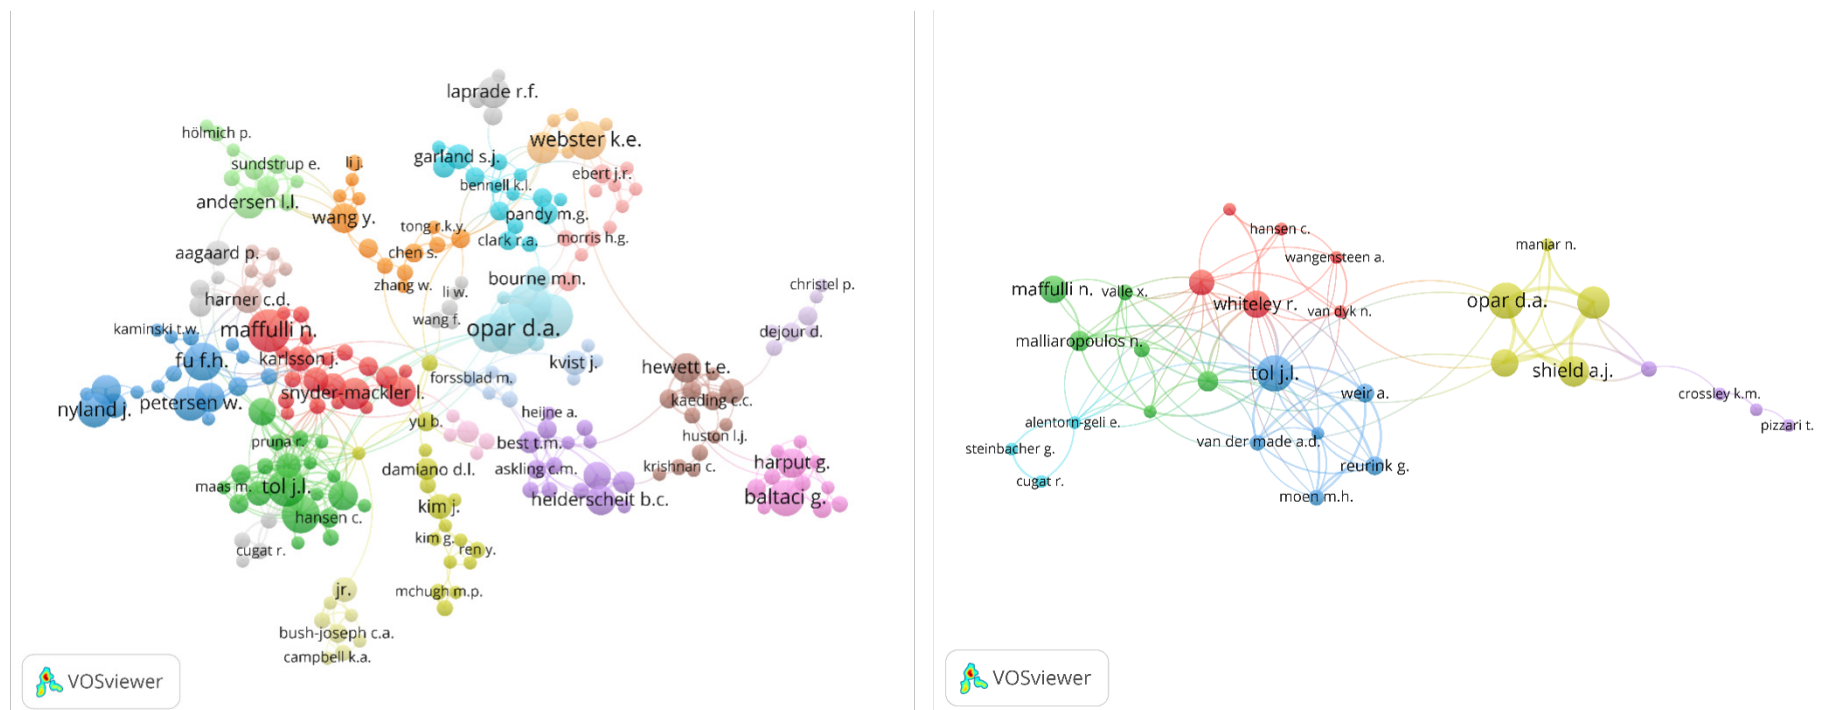 laprade r.f.
webster k.e.
hölmich p.
garland s.j.
sundstrup e.
li j.
ebert j.r.
bennell k.l.
andersen l.l.
wang y.
pandy m.g.
tong r.k.y.
clark r.a.
morris h.g.
aagaard p.
chen s.
bourne m.n.
zhang w.
li w.
christel p.
harner c.d.
wang f.
kaminski t.w.
maffulli n.
opar d.a.
dejour d.
fu f.h.
karlsson j.
kvist j.
hewett t.e.
forssblad m.
snyder-mackler l.
kaeding c.c.
nyland j.
petersen w.
heijne a.
yu b.
huston l.j.
pruna r.
best t.m.
damiano d.l.
askling c.m.
krishnan c.
harput g.
maas m.
tol j.l.
heiderscheit b.c.
baltaci g.
kim j.
hansen c.
kim g.
ren y.
cugat r.
jr.
mchugh m.p.
bush-joseph c.a.
campbell k.a.
VOSviewer
hansen c.
maniar n.
wangensteen a.
maffulli n.
valle x.
whiteley r.
van dyk n.
opar d.a.
malliaropoulos n.
tol j.l.
shield a.j.
weir a.
crossley k.m.
alentorn-geli e.
pizzari t.
van der made a.d.
steinbacher g.
reurink g.
cugat r.
moen m.h.
VOSviewer